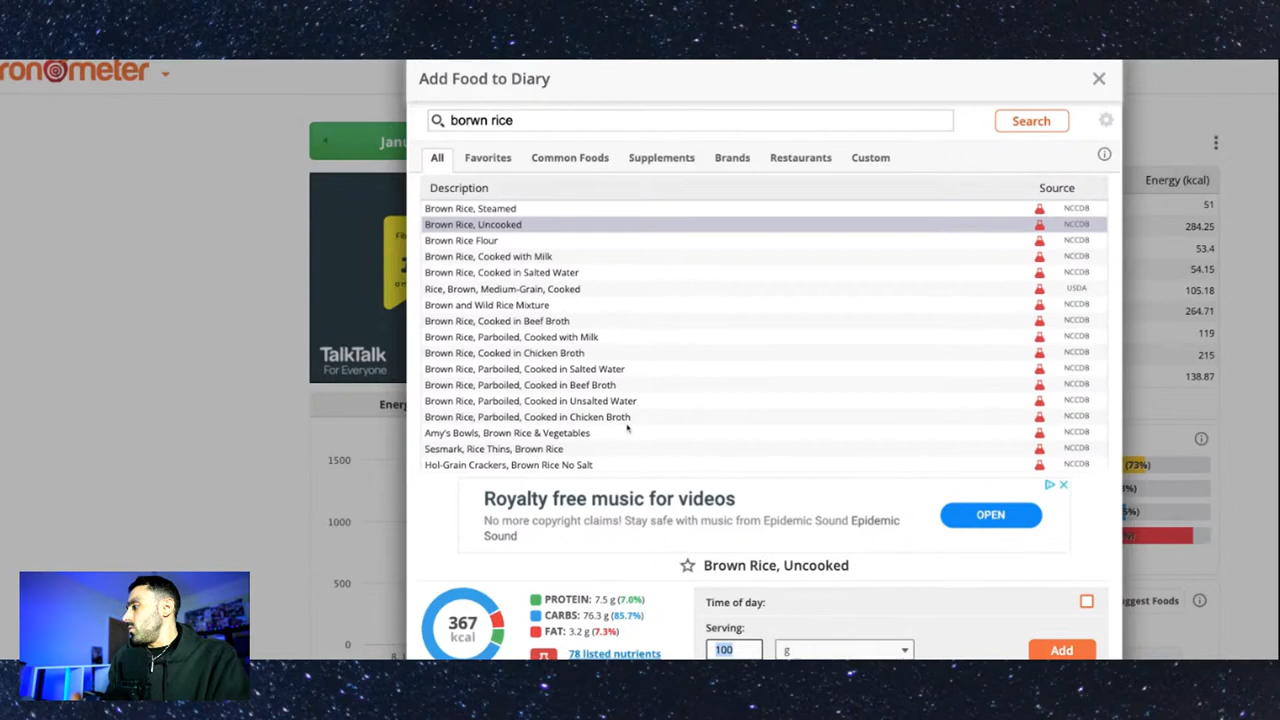 ronometer
Add Food to Diary
borwn rice
Search
Janu
All Favorites Common Foods Supplements Brands Restaurants Custom
Description Source
Energy (kcal)
Brown Rice, Steamed NCCDB
51
Brown Rice, Uncooked NCCDB
284.25
Brown Rice Flour NCCDB
53.4
Brown Rice, Cooked with Milk NCCDB
54.15
Brown Rice, Cooked in Salted Water NCCDB
105.18
Rice, Brown, Medium-Grain, Cooked USDA
264.71
Brown and Wild Rice Mixture NCCDB
119
Brown Rice, Cooked in Beef Broth NCCDB
215
Brown Rice, Parboiled, Cooked with Milk NCCDB
138.87
Brown Rice, Cooked in Chicken Broth NCCDB
Brown Rice, Parboiled, Cooked in Salted Water NCCDB
Brown Rice, Parboiled, Cooked in Beef Broth NCCDB
Brown Rice, Parboiled, Cooked in Unsalted Water NCCDB
Brown Rice, Parboiled, Cooked in Chicken Broth NCCDB
Amy's Bowls, Brown Rice & Vegetables NCCDB
Sesmark, Rice Thins, Brown Rice NCCDB
Hol-Grain Crackers, Brown Rice No Salt NCCDB
TalkTalk
For Everyone
Energ
1500
1000
500
0
(73%)
Royalty free music for videos
No more copyright claims! Stay safe with music from Epidemic Sound Epidemic
Sound
OPEN
Brown Rice, Uncooked
367
kcal
PROTEIN: 7.5 g (7.0%)
CARBS: 76.3 g (85.7%)
FAT: 3.2 g (7.3%)
78 listed nutrients
Time of day:
Serving:
100 g
Add
ggest Foods